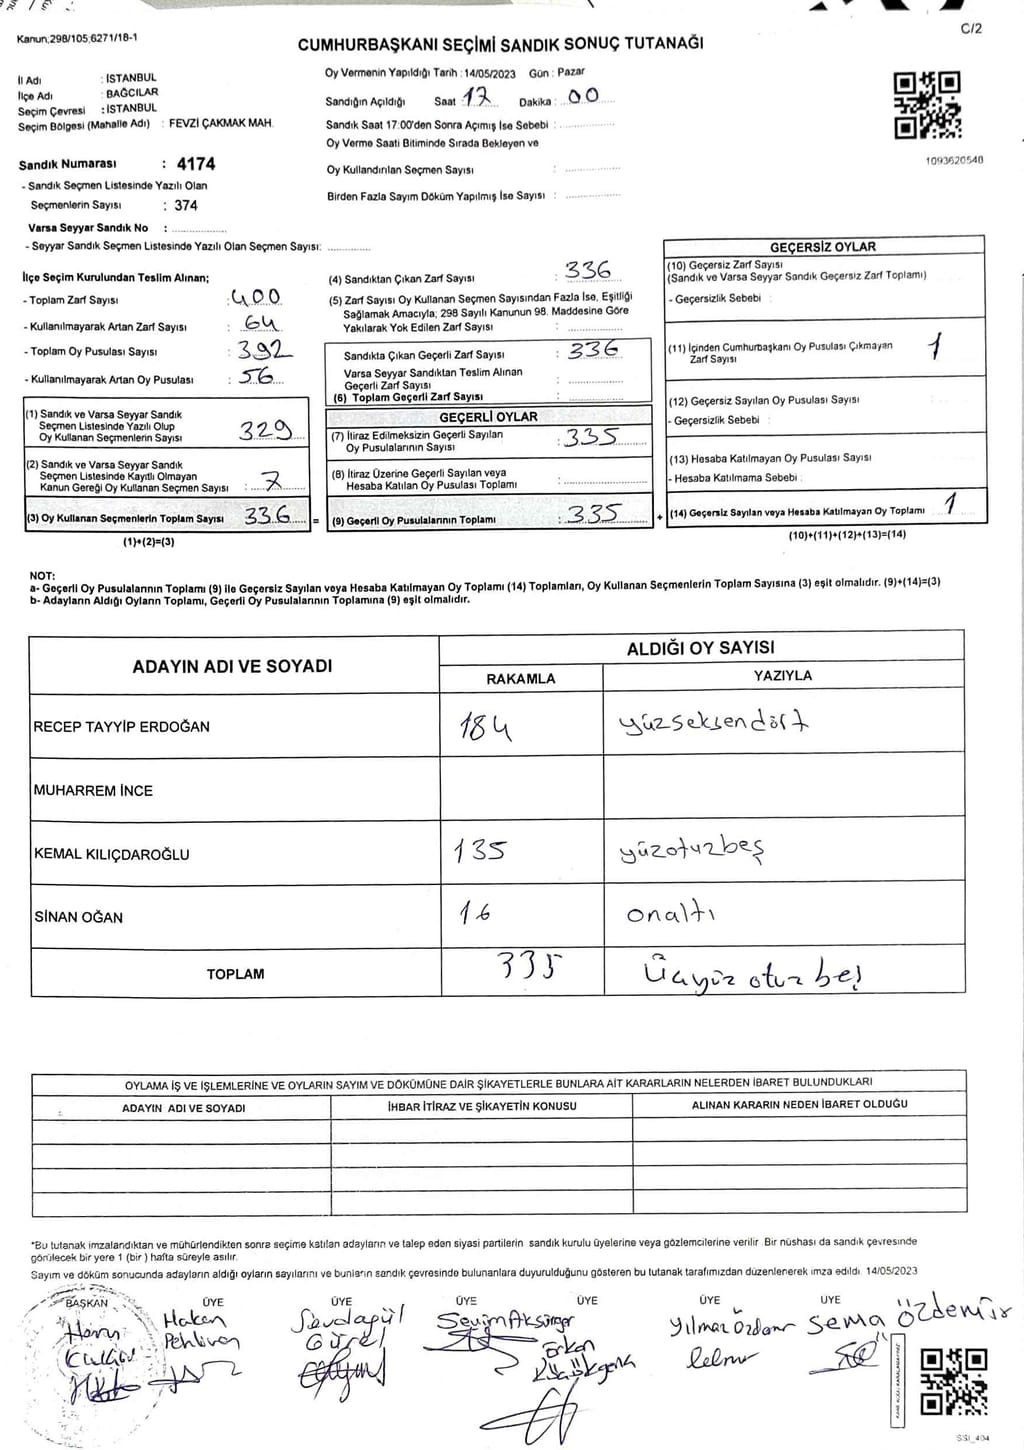 Kanun;298/105;6271/18-1
C/2
CUMHURBAŞKANI SEÇİMİ SANDIK SONUÇ TUTANAĞI
İl Adı : İSTANBUL
İlçe Adı : BAĞCILAR
Seçim Çevresi : İSTANBUL
Seçim Bölgesi (Mahalle Adı) : FEVZİ ÇAKMAK MAH.
Sandık Numarası : 4174
- Sandık Seçmen Listesinde Yazılı Olan
Seçmenlerin Sayısı : 374
Varsa Seyyar Sandık No :
- Seyyar Sandık Seçmen Listesinde Yazılı Olan Seçmen Sayısı:
Oy Vermenin Yapıldığı Tarih : 14/05/2023 Gün : Pazar
Sandığın Açıldığı Saat : 17 Dakika : 00
Sandık Saat 17:00'den Sonra Açımış İse Sebebi :
Oy Verme Saati Bitiminde Sırada Bekleyen ve
Oy Kullandırılan Seçmen Sayısı :
Birden Fazla Sayım Döküm Yapılmış İse Sayısı :
1093620548
İlçe Seçim Kurulundan Teslim Alınan;
- Toplam Zarf Sayısı : 400
- Kullanılmayarak Artan Zarf Sayısı : 64
- Toplam Oy Pusulası Sayısı : 392
- Kullanılmayarak Artan Oy Pusulası : 56
(1) Sandık ve Varsa Seyyar Sandık
Seçmen Listesinde Yazılı Olup
Oy Kullanan Seçmenlerin Sayısı 329
(2) Sandık ve Varsa Seyyar Sandık
Seçmen Listesinde Kayıtlı Olmayan
Kanun Gereği Oy Kullanan Seçmen Sayısı : 7
(3) Oy Kullanan Seçmenlerin Toplam Sayısı 336 =
(1)+(2)=(3)
(4) Sandıktan Çıkan Zarf Sayısı : 336
(5) Zarf Sayısı Oy Kullanan Seçmen Sayısından Fazla İse, Eşitliği
Sağlamak Amacıyla; 298 Sayılı Kanunun 98. Maddesine Göre
Yakılarak Yok Edilen Zarf Sayısı :
Sandıkta Çıkan Geçerli Zarf Sayısı : 336
Varsa Seyyar Sandıktan Teslim Alınan
Geçerli Zarf Sayısı :
(6) Toplam Geçerli Zarf Sayısı :
GEÇERLİ OYLAR
(7) İtiraz Edilmeksizin Geçerli Sayılan
Oy Pusulalarının Sayısı : 335
(8) İtiraz Üzerine Geçerli Sayılan veya
Hesaba Katılan Oy Pusulası Toplamı :
(9) Geçerli Oy Pusulalarının Toplamı : 335 +
GEÇERSİZ OYLAR
(10) Geçersiz Zarf Sayısı
(Sandık ve Varsa Seyyar Sandık Geçersiz Zarf Toplamı)
- Geçersizlik Sebebi :
(11) İçinden Cumhurbaşkanı Oy Pusulası Çıkmayan
Zarf Sayısı 1
(12) Geçersiz Sayılan Oy Pusulası Sayısı
- Geçersizlik Sebebi :
(13) Hesaba Katılmayan Oy Pusulası Sayısı
- Hesaba Katılmama Sebebi :
(14) Geçersiz Sayılan veya Hesaba Katılmayan Oy Toplamı 1
(10)+(11)+(12)+(13)=(14)
NOT:
a- Geçerli Oy Pusulalarının Toplamı (9) ile Geçersiz Sayılan veya Hesaba Katılmayan Oy Toplamı (14) Toplamları, Oy Kullanan Seçmenlerin Toplam Sayısına (3) eşit olmalıdır. (9)+(14)=(3)
b- Adayların Aldığı Oyların Toplamı, Geçerli Oy Pusulalarının Toplamına (9) eşit olmalıdır.
ADAYIN ADI VE SOYADI
ALDIĞI OY SAYISI
RAKAMLA YAZIYLA
RECEP TAYYİP ERDOĞAN 184 yüzseksendört
MUHARREM İNCE
KEMAL KILIÇDAROĞLU 135 yüzotuzbeş
SİNAN OĞAN 16 onaltı
TOPLAM 335 Üçyüz otuz beş
OYLAMA İŞ VE İŞLEMLERİNE VE OYLARIN SAYIM VE DÖKÜMÜNE DAİR ŞİKAYETLERLE BUNLARA AİT KARARLARIN NELERDEN İBARET BULUNDUKLARI
ADAYIN ADI VE SOYADI İHBAR İTİRAZ VE ŞİKAYETİN KONUSU ALINAN KARARIN NEDEN İBARET OLDUĞU
*Bu tutanak imzalandıktan ve mühürlendikten sonra seçime katılan adayların ve talep eden siyasi partilerin sandık kurulu üyelerine veya gözlemcilerine verilir. Bir nüshası da sandık çevresinde
görülecek bir yere 1 (bir ) hafta süreyle asılır.
Sayım ve döküm sonucunda adayların aldığı oyların sayılarını ve bunların sandık çevresinde bulunanlara duyurulduğunu gösteren bu tutanak tarafımızdan düzenlenerek imza edildi. 14/05/2023
BAŞKAN ÜYE ÜYE ÜYE ÜYE ÜYE ÜYE
Hakan
Pehlivan
Sevdagül
Gürel
Sevim
Erkan
Yılmaz Özdemir
Sema Özdemir
SSI_404